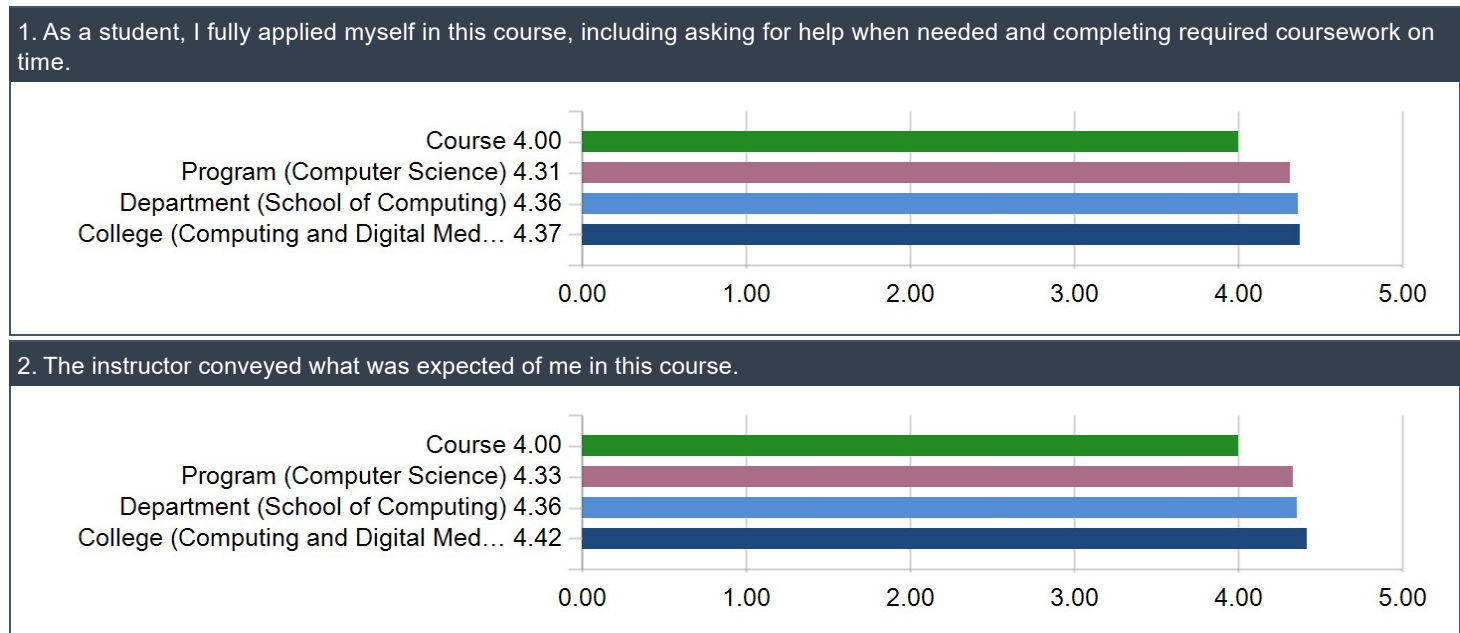 1. As a student, I fully applied myself in this course, including asking for help when needed and completing required coursework on
time.
Course 4.00
Program (Computer Science) 4.31
Department (School of Computing) 4.36
College (Computing and Digital Med... 4.37
0.00 1.00 2.00 3.00 4.00 5.00
2. The instructor conveyed what was expected of me in this course.
Course 4.00
Program (Computer Science) 4.33
Department (School of Computing) 4.36
College (Computing and Digital Med... 4.42
0.00 1.00 2.00 3.00 4.00 5.00